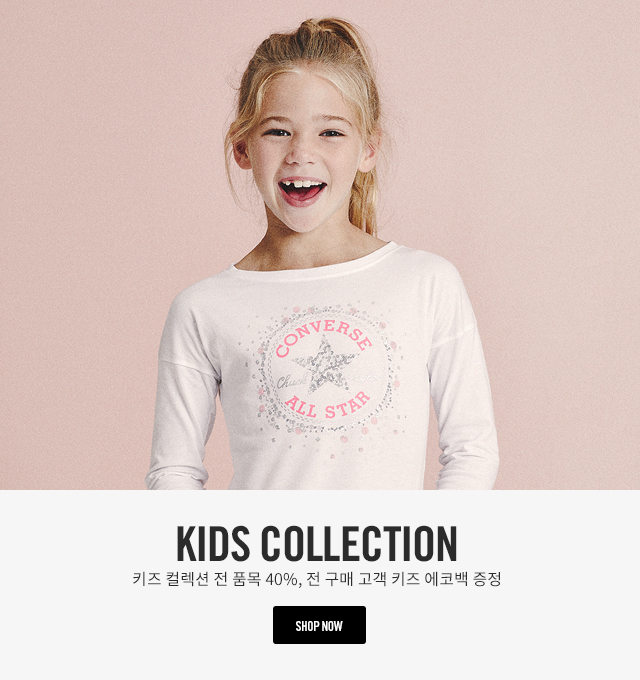 CONVERSE
Chuck
ALL STAR
KIDS COLLECTION
키즈 컬렉션 전 품목 40%, 전 구매 고객 키즈 에코백 증정
SHOP NOW